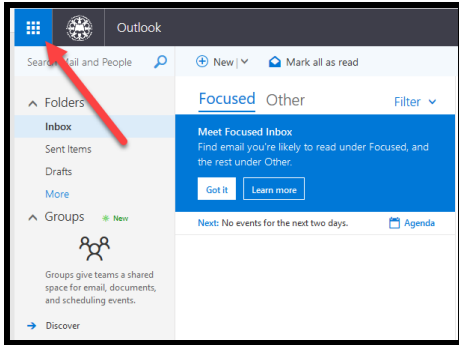 Outlook
Search Mail and People
New
Mark all as read
Folders
Inbox
Sent Items
Drafts
More
Groups New
Groups give teams a shared
space for email, documents,
and scheduling events.
Discover
Focused Other Filter
Meet Focused Inbox
Find email you're likely to read under Focused, and
the rest under Other.
Got it Learn more
Next: No events for the next two days. Agenda